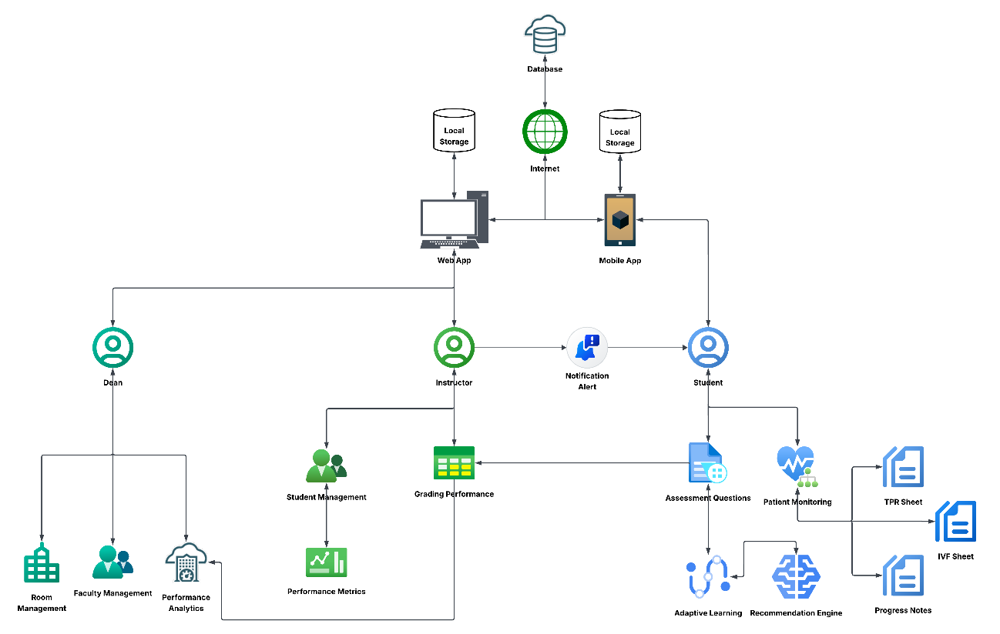 Database
Local
Storage
Local
Storage
Internet
Web App
Mobile App
Dean
Instructor
Notification
Alert
Student
Student Management
Grading Performance
Assessment Questions
Patient Monitoring
TPR Sheet
IVF Sheet
Room
Management
Faculty Management
Performance
Analytics
Performance Metrics
Adaptive Learning
Recommendation Engine
Progress Notes